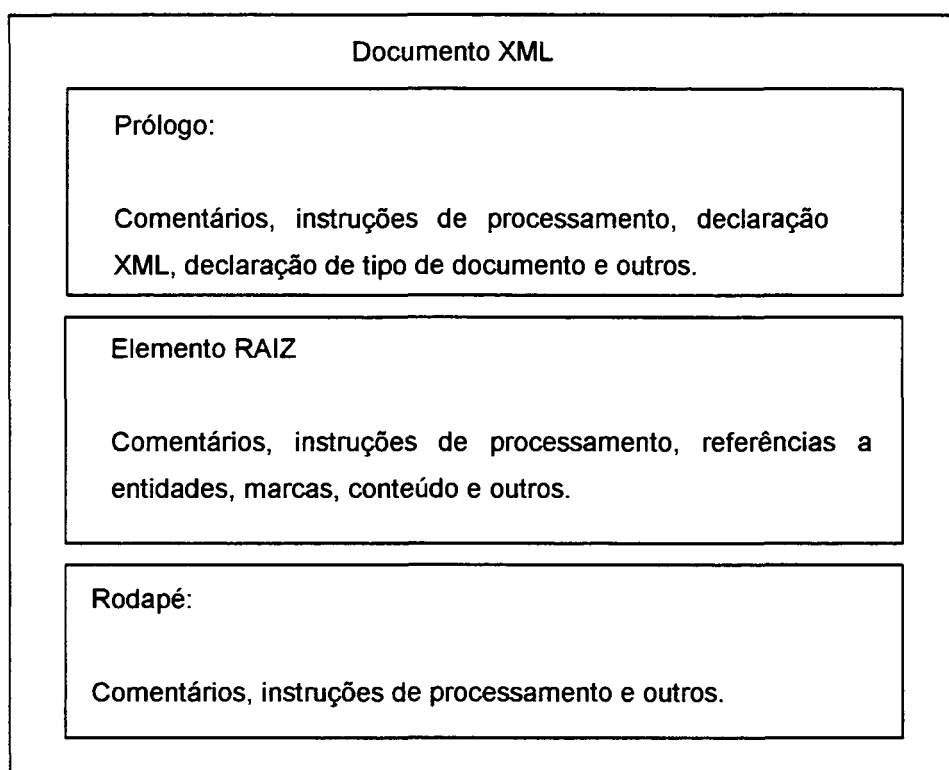 Documento XML
Prólogo:
Comentários, instruções de processamento, declaração
XML, declaração de tipo de documento e outros.
Elemento RAIZ
Comentários, instruções de processamento, referências a
entidades, marcas, conteúdo e outros.
Rodapé:
Comentários, instruções de processamento e outros.